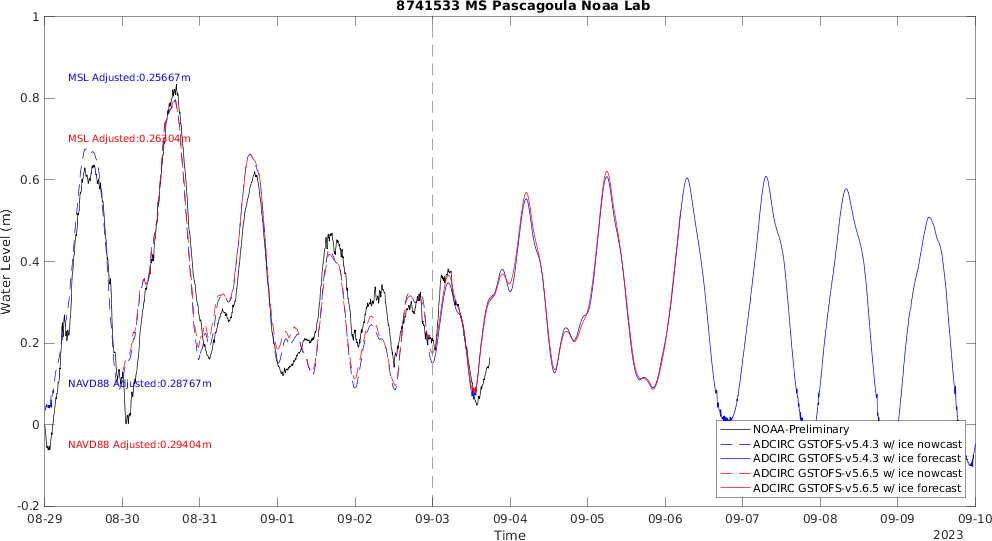 8741533 MS Pascagoula Noaa Lab
Water Level (m)
1
0.8
0.6
0.4
0.2
0
-0.2
MSL Adjusted:0.25667m
MSL Adjusted:0.26304m
NAVD88 Adjusted:0.28767m
NAVD88 Adjusted:0.29404m
NOAA-Preliminary
ADCIRC GSTOFS-v5.4.3 w/ ice nowcast
ADCIRC GSTOFS-v5.4.3 w/ ice forecast
ADCIRC GSTOFS-v5.6.5 w/ ice nowcast
ADCIRC GSTOFS-v5.6.5 w/ ice forecast
08-29 08-30 08-31 09-01 09-02 09-03 09-04 09-05 09-06 09-07 09-08 09-09 09-10
Time
2023